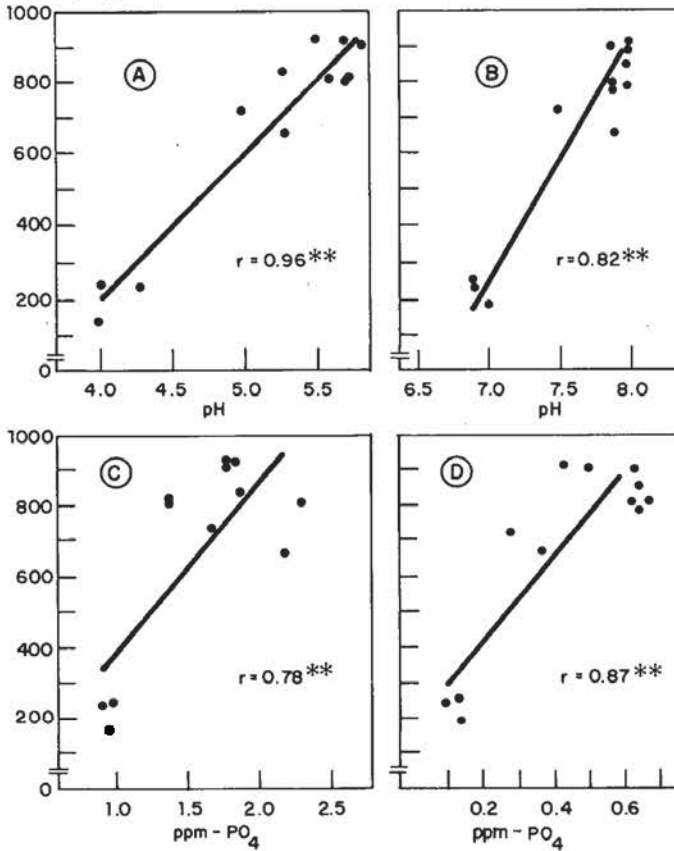 1000
800
600
400
200
0
A
r = 0.96**
4.0 4.5 5.0 5.5
pH
B
r = 0.82**
6.5 7.0 7.5 8.0
pH
1000
800
600
400
200
0
C
r = 0.78**
1.0 1.5 2.0 2.5
ppm - PO4
D
r = 0.87**
0.2 0.4 0.6
ppm - PO4